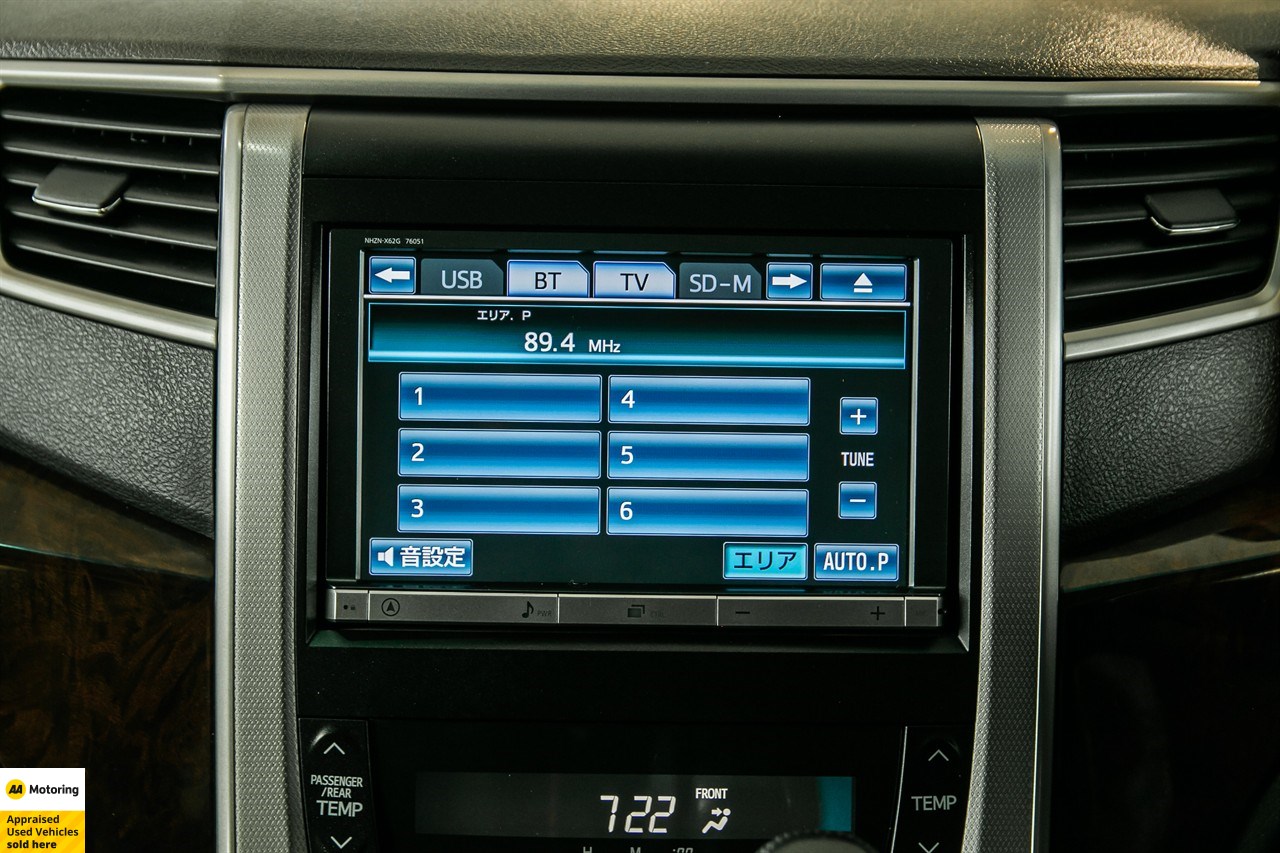 NHZN-X62G 76051
USB BT TV SD-M
エリア. P
89.4 MHz
1 4
2 5
3 6
+
TUNE
−
音設定 エリア AUTO.P
PWR
− +
PASSENGER
/REAR
TEMP
FRONT
7:22
TEMP
H M :00
AA Motoring
Appraised
Used Vehicles
sold here